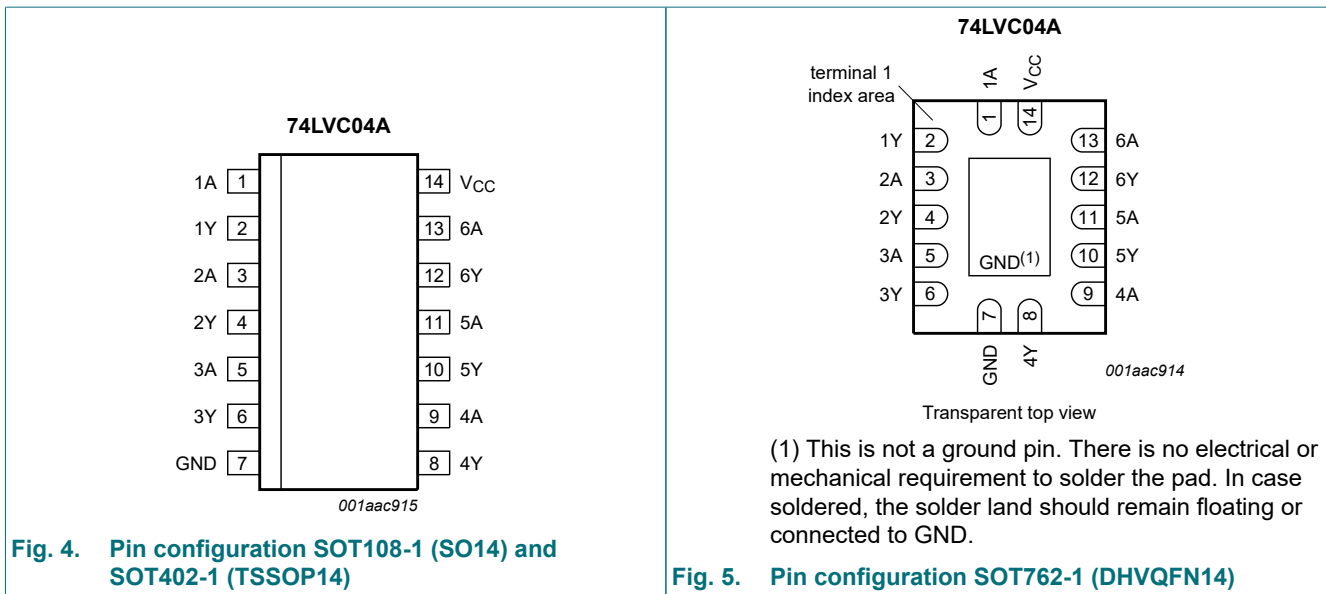 74LVC04A
1A 1
1Y 2
2A 3
2Y 4
3A 5
3Y 6
GND 7
14 VCC
13 6A
12 6Y
11 5A
10 5Y
9 4A
8 4Y
001aac915
Fig. 4. Pin configuration SOT108-1 (SO14) and
SOT402-1 (TSSOP14)
74LVC04A
terminal 1
index area
1A
VCC
1
14
1Y 2
2A 3
2Y 4
3A 5
3Y 6
13 6A
12 6Y
11 5A
10 5Y
9 4A
GND(1)
7
8
GND
4Y
001aac914
Transparent top view
(1) This is not a ground pin. There is no electrical or
mechanical requirement to solder the pad. In case
soldered, the solder land should remain floating or
connected to GND.
Fig. 5. Pin configuration SOT762-1 (DHVQFN14)